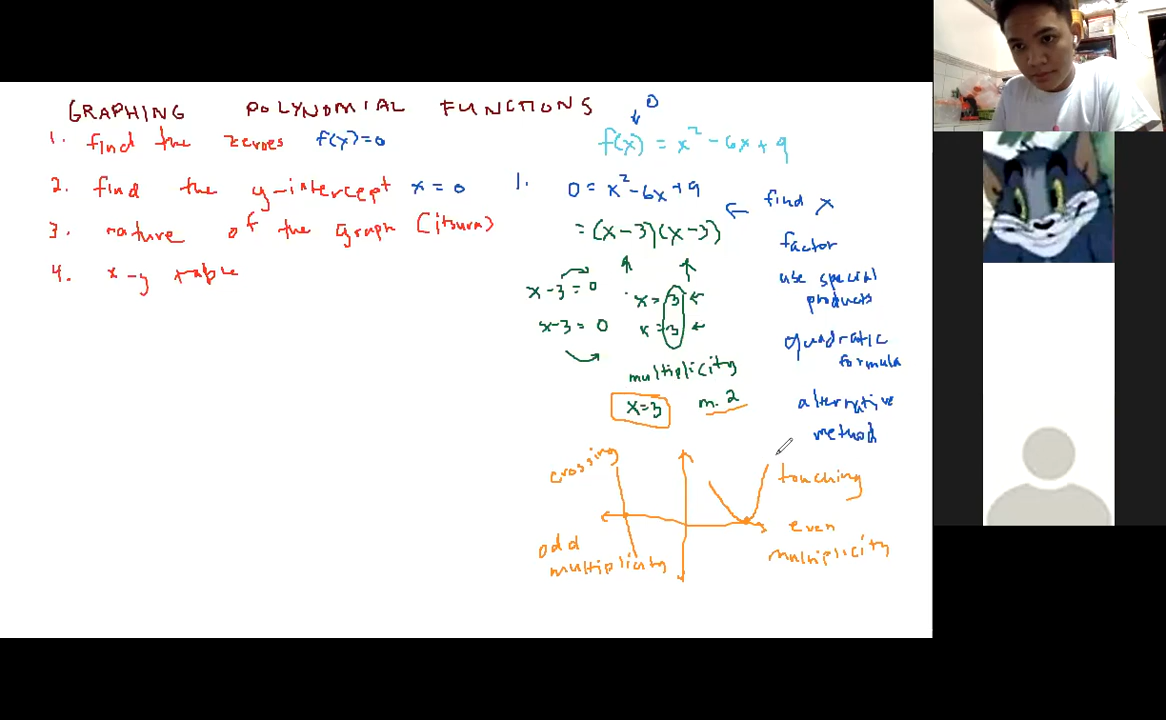 GRAPHING POLYNOMIAL FUNCTIONS
1. find the zeroes f(x)=0
2. find the y-intercept x=0
3. nature of the graph (itsura)
4. x-y table
0
f(x) = x² - 6x + 9
1. 0 = x² - 6x + 9
= (x-3)(x-3)
x-3 = 0
x = 3
x-3 = 0
x = 3
multiplicity
x=3
m. 2
find x
factor
use special
products
quadratic
formula
alternative
method
crossing
odd
multiplicity
touching
even
multiplicity